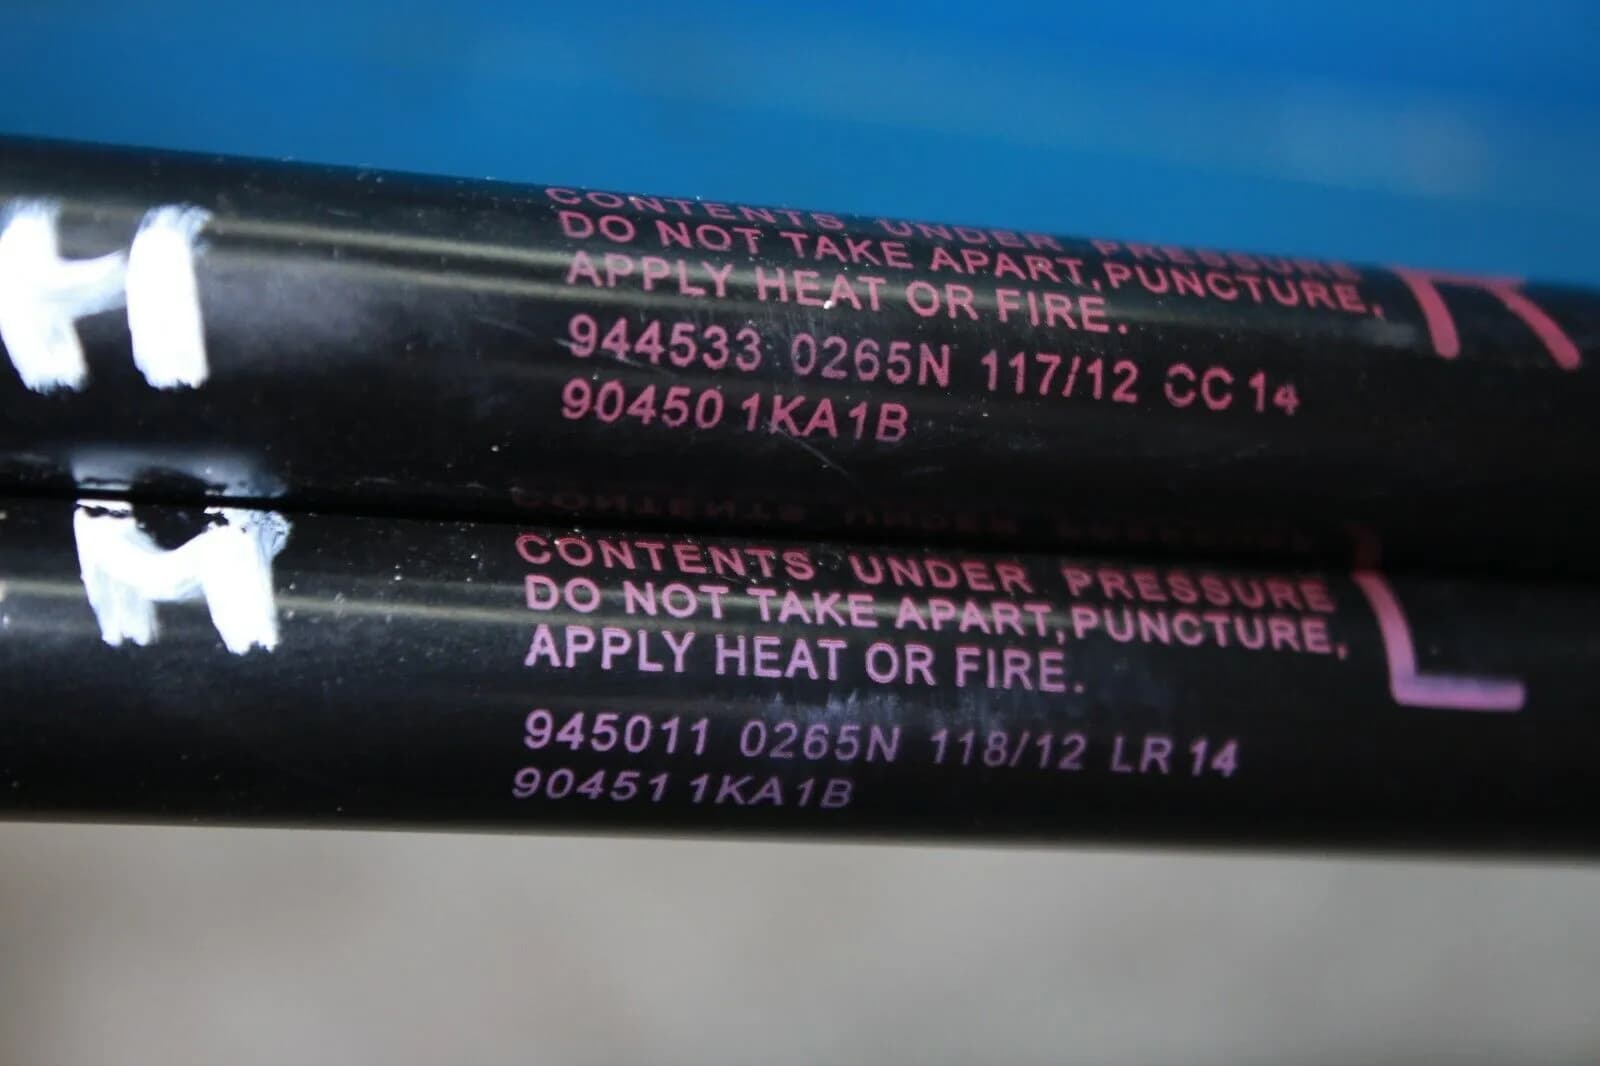 H
CONTENTS UNDER PRESSURE
DO NOT TAKE APART,PUNCTURE,
APPLY HEAT OR FIRE.
944533 0265N 117/12 CC 14
90450 1KA1B
H
CONTENTS UNDER PRESSURE
DO NOT TAKE APART,PUNCTURE,
APPLY HEAT OR FIRE.
L
945011 0265N 118/12 LR 14
90451 1KA1B